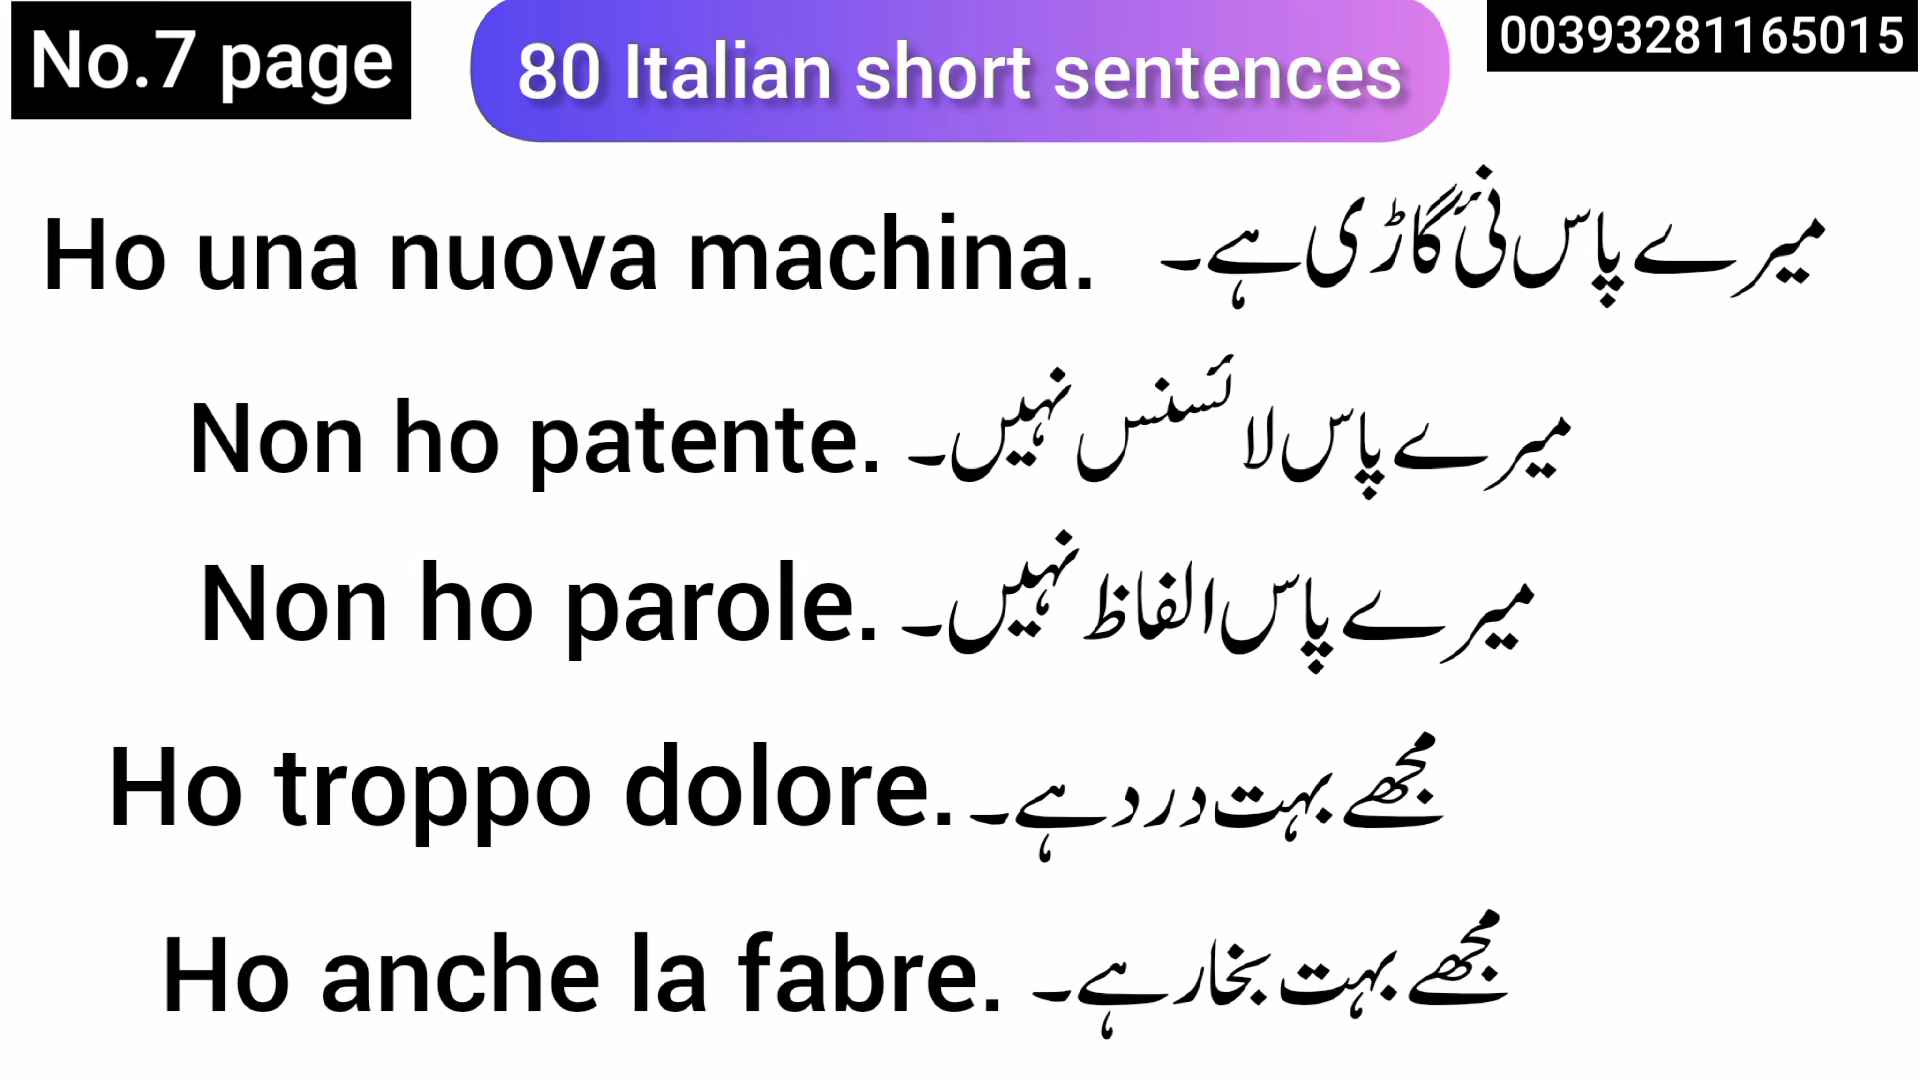 No.7 page
80 Italian short sentences
00393281165015
Ho una nuova machina. میرے پاس نئی گاڑی ہے۔
Non ho patente. میرے پاس لائسنس نہیں۔
Non ho parole. میرے پاس الفاظ نہیں۔
Ho troppo dolore. مجھے بہت درد ہے۔
Ho anche la fabre. مجھے بہت بخار ہے۔